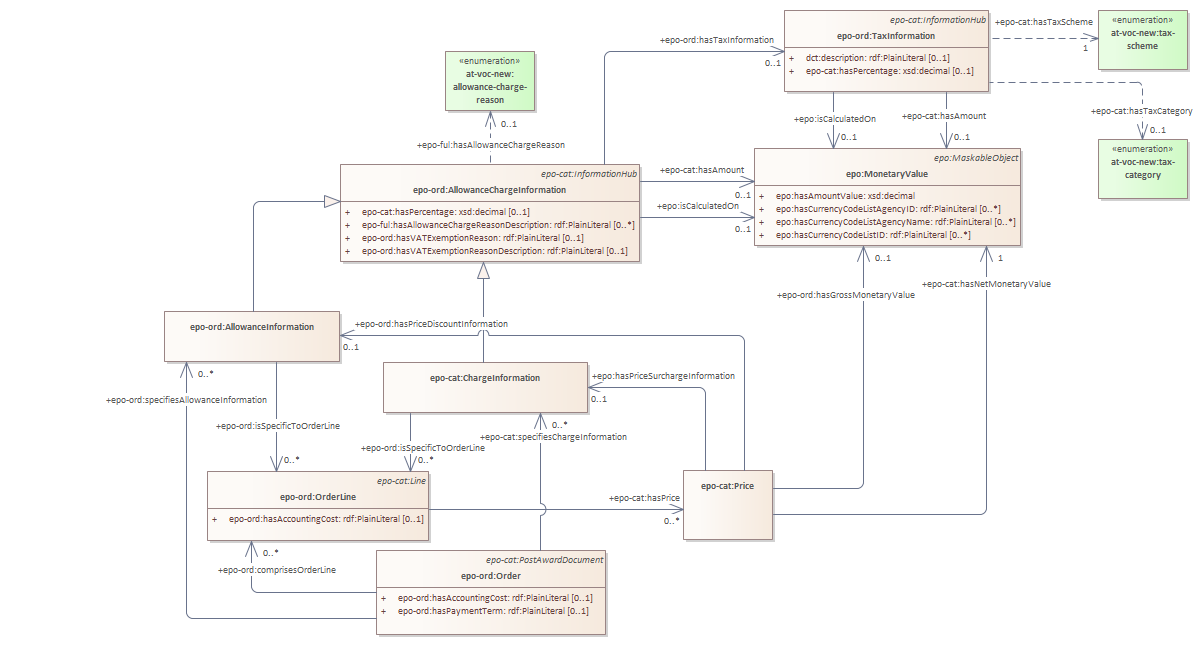 epo-cat:InformationHub
epo-ord:TaxInformation
+ dct:description: rdf:PlainLiteral [0..1]
+ epo-cat:hasPercentage: xsd:decimal [0..1]
+epo-cat:hasTaxScheme
1
«enumeration»
at-voc-new:tax-
scheme
+epo-ord:hasTaxInformation
0..1
«enumeration»
at-voc-new:
allowance-charge-
reason
0..1
+epo-ful:hasAllowanceChargeReason
+epo-cat:hasTaxCategory
0..1
«enumeration»
at-voc-new:tax-
category
+epo:isCalculatedOn
0..1
+epo-cat:hasAmount
0..1
epo-cat:InformationHub
epo-ord:AllowanceChargeInformation
+ epo-cat:hasPercentage: xsd:decimal [0..1]
+ epo-ful:hasAllowanceChargeReasonDescription: rdf:PlainLiteral [0..*]
+ epo-ord:hasVATExemptionReason: rdf:PlainLiteral [0..1]
+ epo-ord:hasVATExemptionReasonDescription: rdf:PlainLiteral [0..1]
+epo-cat:hasAmount
0..1
+epo:isCalculatedOn
0..1
epo:MaskableObject
epo:MonetaryValue
+ epo:hasAmountValue: xsd:decimal
+ epo:hasCurrencyCodeListAgencyID: rdf:PlainLiteral [0..*]
+ epo:hasCurrencyCodeListAgencyName: rdf:PlainLiteral [0..*]
+ epo:hasCurrencyCodeListID: rdf:PlainLiteral [0..*]
0..1
+epo-ord:hasGrossMonetaryValue
1
+epo-cat:hasNetMonetaryValue
epo-ord:AllowanceInformation
+epo-ord:hasPriceDiscountInformation
0..1
epo-cat:ChargeInformation
+epo:hasPriceSurchargeInformation
0..1
0..*
+epo-ord:specifiesAllowanceInformation
+epo-ord:isSpecificToOrderLine
0..*
0..*
+epo-cat:specifiesChargeInformation
+epo-ord:isSpecificToOrderLine
0..*
epo-cat:Line
epo-ord:OrderLine
+ epo-ord:hasAccountingCost: rdf:PlainLiteral [0..1]
+epo-cat:hasPrice
0..*
epo-cat:Price
0..*
+epo-ord:comprisesOrderLine
epo-cat:PostAwardDocument
epo-ord:Order
+ epo-ord:hasAccountingCost: rdf:PlainLiteral [0..1]
+ epo-ord:hasPaymentTerm: rdf:PlainLiteral [0..1]